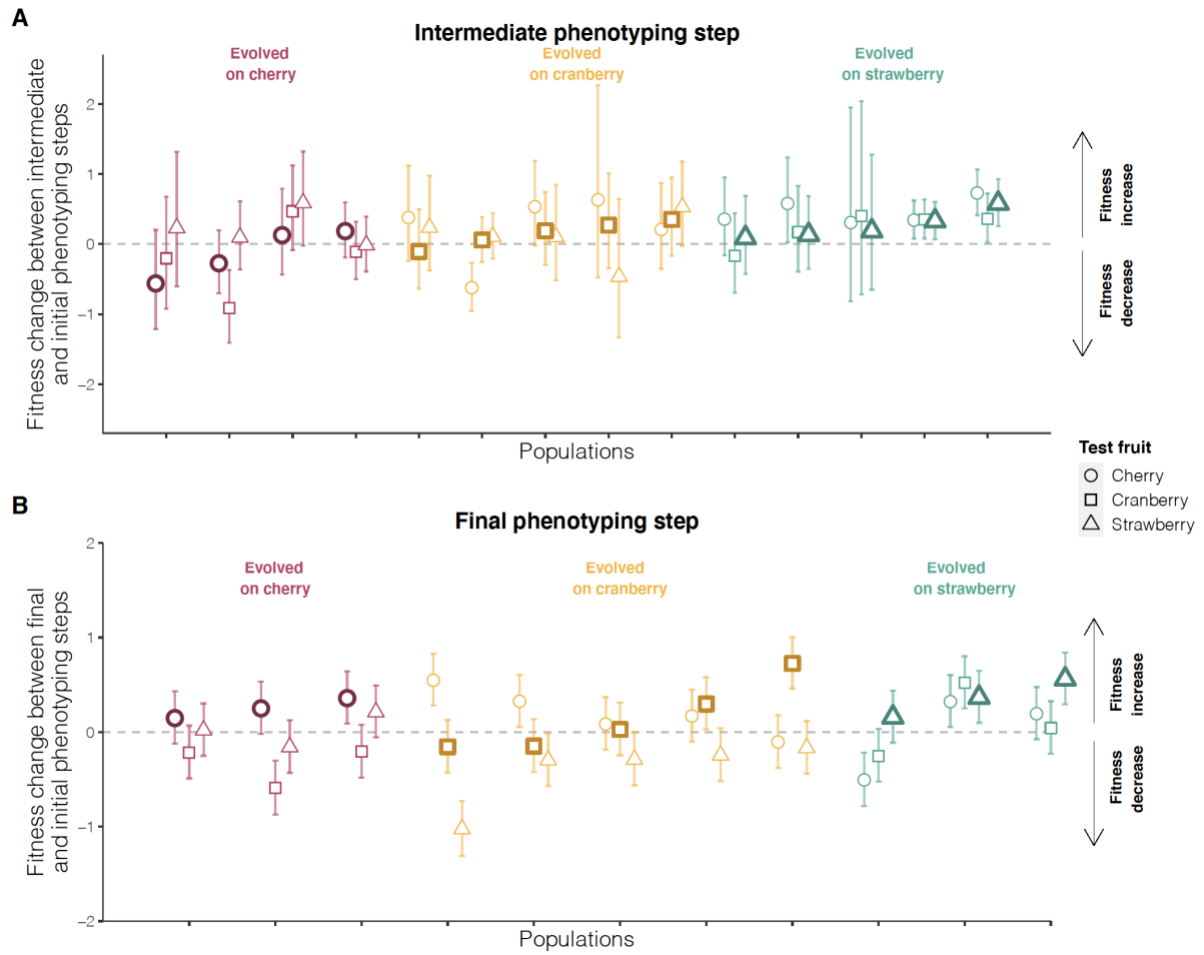 A
Intermediate phenotyping step
Evolved
on cherry
Evolved
on cranberry
Evolved
on strawberry
Fitness change between intermediate
and initial phenotyping steps
2
1
0
−1
−2
Fitness
increase
Fitness
decrease
Populations
Test fruit
Cherry
Cranberry
Strawberry
B
Final phenotyping step
Evolved
on cherry
Evolved
on cranberry
Evolved
on strawberry
Fitness change between final
and initial phenotyping steps
2
1
0
−1
−2
Fitness
increase
Fitness
decrease
Populations